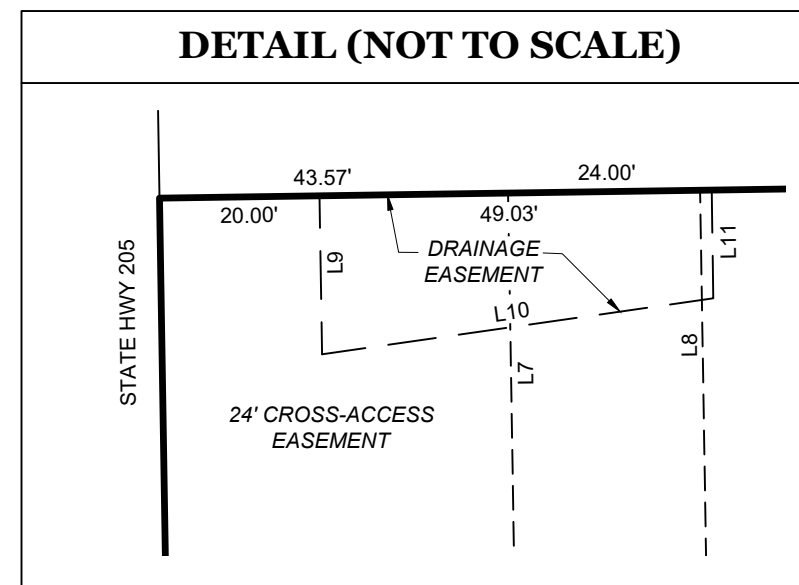 DETAIL (NOT TO SCALE)
43.57'
24.00'
20.00'
49.03'
STATE HWY 205
L9
DRAINAGE
EASEMENT
L11
L10
L7
L8
24' CROSS-ACCESS
EASEMENT